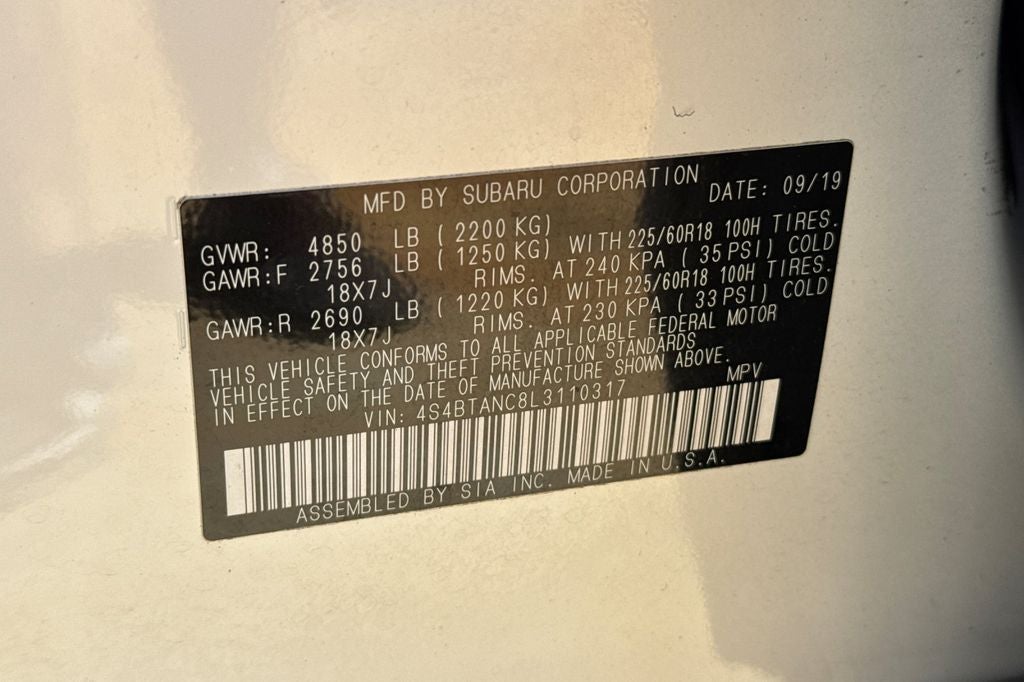 MFD BY SUBARU CORPORATION DATE: 09/19
GVWR: 4850 LB ( 2200 KG)
GAWR:F 2756 LB ( 1250 KG) WITH 225/60R18 100H TIRES.
18X7J RIMS. AT 240 KPA ( 35 PSI) COLD
GAWR:R 2690 LB ( 1220 KG) WITH 225/60R18 100H TIRES.
18X7J RIMS. AT 230 KPA ( 33 PSI) COLD
THIS VEHICLE CONFORMS TO ALL APPLICABLE FEDERAL MOTOR
VEHICLE SAFETY AND THEFT PREVENTION STANDARDS
IN EFFECT ON THE DATE OF MANUFACTURE SHOWN ABOVE.
VIN: 4S4BTANC8L3110317 MPV
ASSEMBLED BY SIA INC. MADE IN U.S.A.